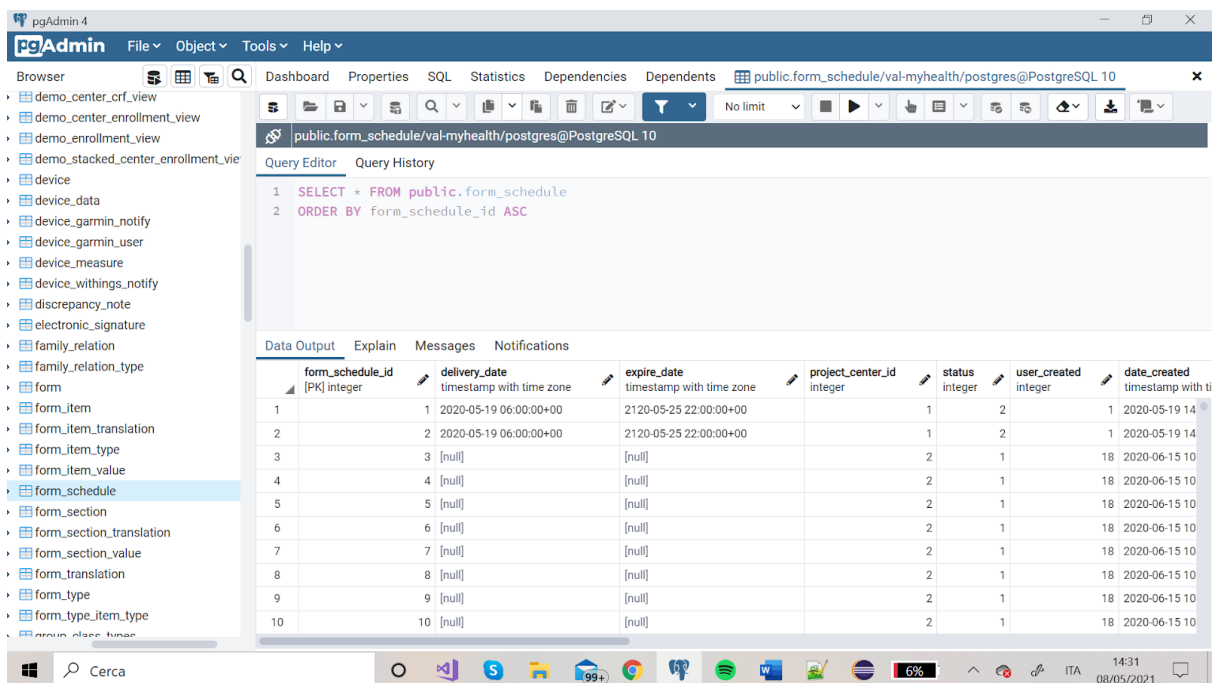 pgAdmin 4
pgAdmin File Object Tools Help
Browser
Dashboard Properties SQL Statistics Dependencies Dependents public.form_schedule/val-myhealth/postgres@PostgreSQL 10
demo_center_crf_view
demo_center_enrollment_view
demo_enrollment_view
demo_stacked_center_enrollment_vie
device
device_data
device_garmin_notify
device_garmin_user
device_measure
device_withings_notify
discrepancy_note
electronic_signature
family_relation
family_relation_type
form
form_item
form_item_translation
form_item_type
form_item_value
form_schedule
form_section
form_section_translation
form_section_value
form_translation
form_type
form_type_item_type
group_class_types
No limit
public.form_schedule/val-myhealth/postgres@PostgreSQL 10
Query Editor Query History
1 SELECT * FROM public.form_schedule
2 ORDER BY form_schedule_id ASC
Data Output Explain Messages Notifications
form_schedule_id delivery_date expire_date project_center_id status user_created date_created
[PK] integer timestamp with time zone timestamp with time zone integer integer integer timestamp with ti
1 1 2020-05-19 06:00:00+00 2120-05-25 22:00:00+00 1 2 1 2020-05-19 14
2 2 2020-05-19 06:00:00+00 2120-05-25 22:00:00+00 1 2 1 2020-05-19 14
3 3 [null] [null] 2 1 18 2020-06-15 10
4 4 [null] [null] 2 1 18 2020-06-15 10
5 5 [null] [null] 2 1 18 2020-06-15 10
6 6 [null] [null] 2 1 18 2020-06-15 10
7 7 [null] [null] 2 1 18 2020-06-15 10
8 8 [null] [null] 2 1 18 2020-06-15 10
9 9 [null] [null] 2 1 18 2020-06-15 10
10 10 [null] [null] 2 1 18 2020-06-15 10
Cerca
99+
6%
ITA
14:31
08/05/2021